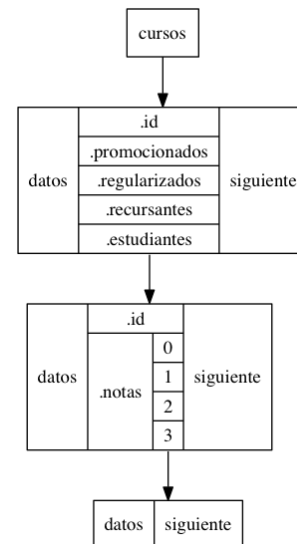 cursos
datos
.id
.promocionados
.regularizados
.recursantes
.estudiantes
siguiente
datos
.id
.notas
0
1
2
3
siguiente
datos siguiente